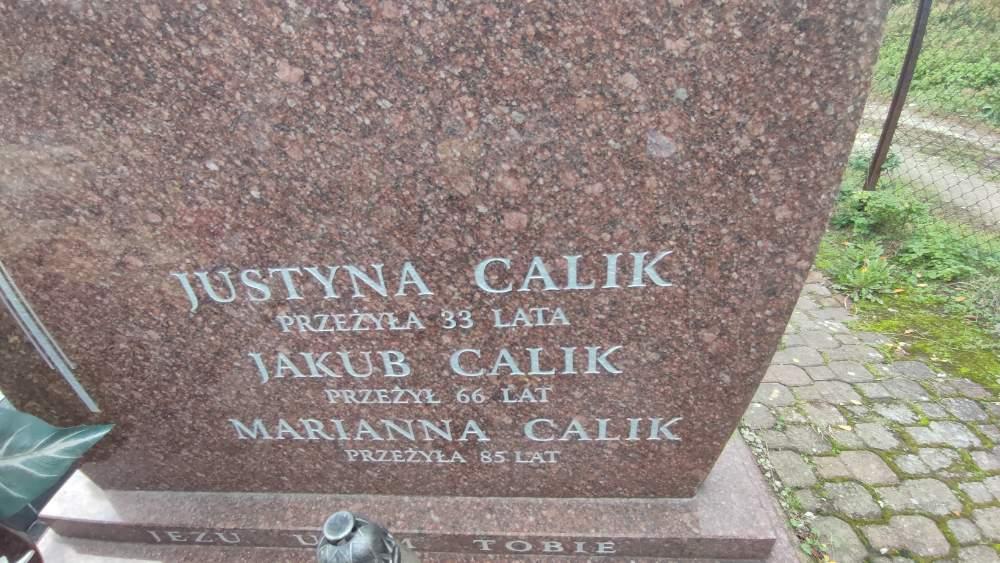 JUSTYNA CALIK
PRZEŻYŁA 33 LATA
JAKUB CALIK
PRZEŻYŁ 66 LAT
MARIANNA CALIK
PRZEŻYŁA 85 LAT
JEZU TOBIE